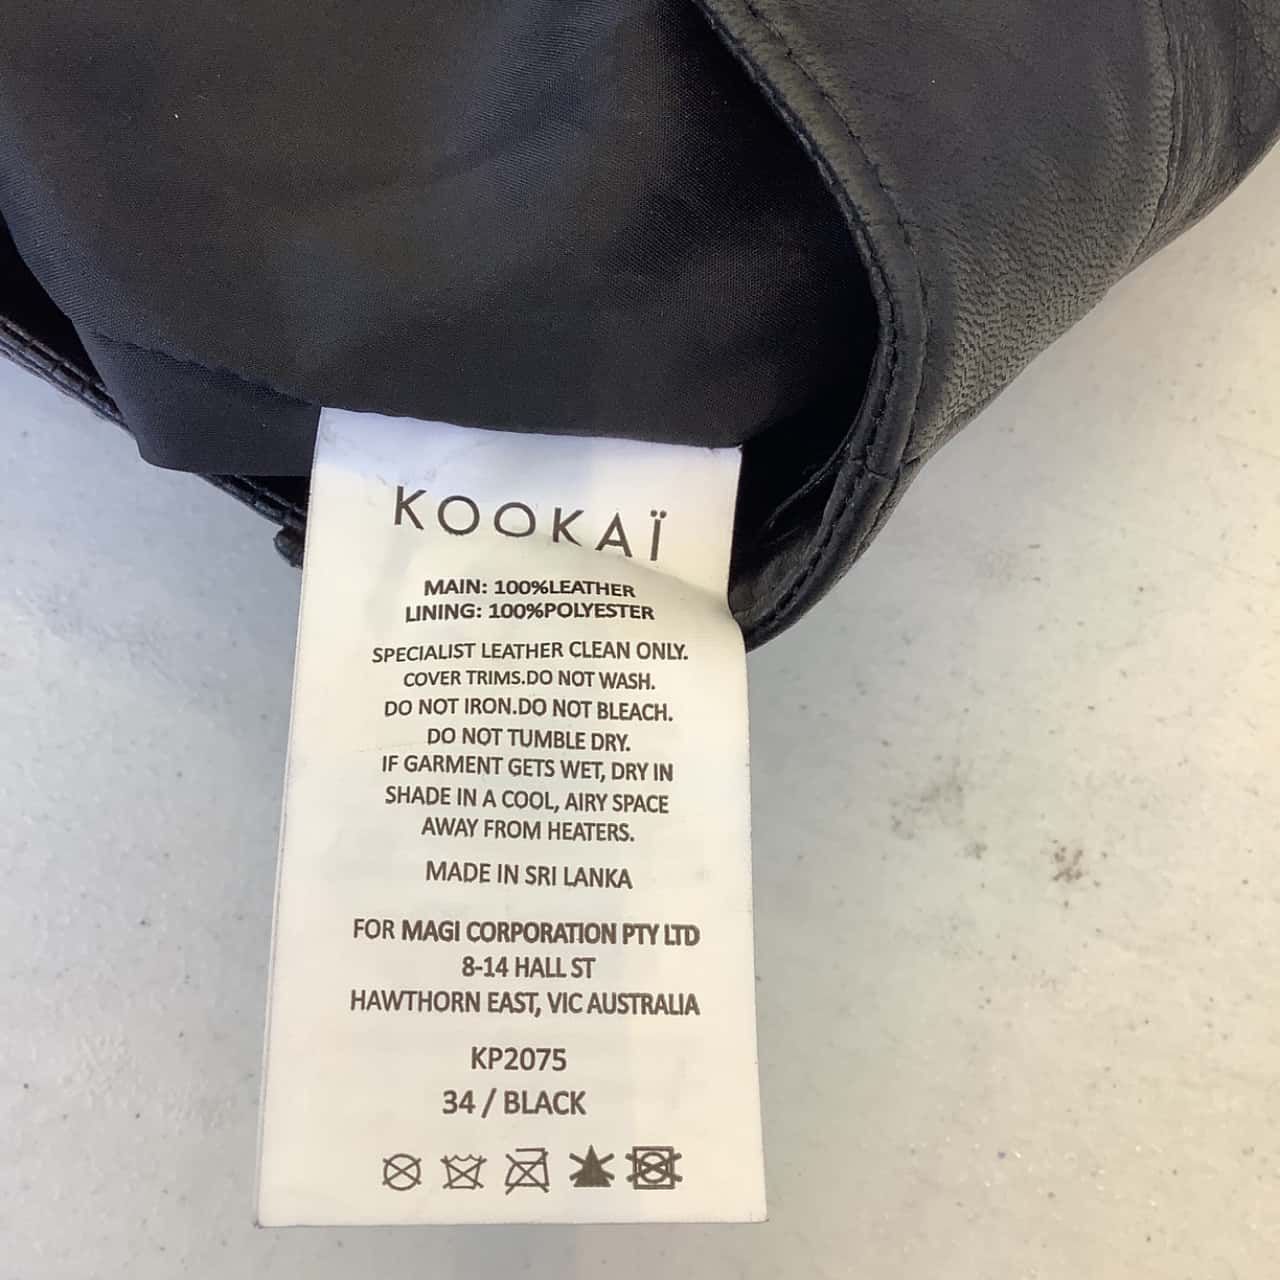 KOOKAÏ
MAIN: 100%LEATHER
LINING: 100%POLYESTER
SPECIALIST LEATHER CLEAN ONLY.
COVER TRIMS.DO NOT WASH.
DO NOT IRON.DO NOT BLEACH.
DO NOT TUMBLE DRY.
IF GARMENT GETS WET, DRY IN
SHADE IN A COOL, AIRY SPACE
AWAY FROM HEATERS.
MADE IN SRI LANKA
FOR MAGI CORPORATION PTY LTD
8-14 HALL ST
HAWTHORN EAST, VIC AUSTRALIA
KP2075
34 / BLACK